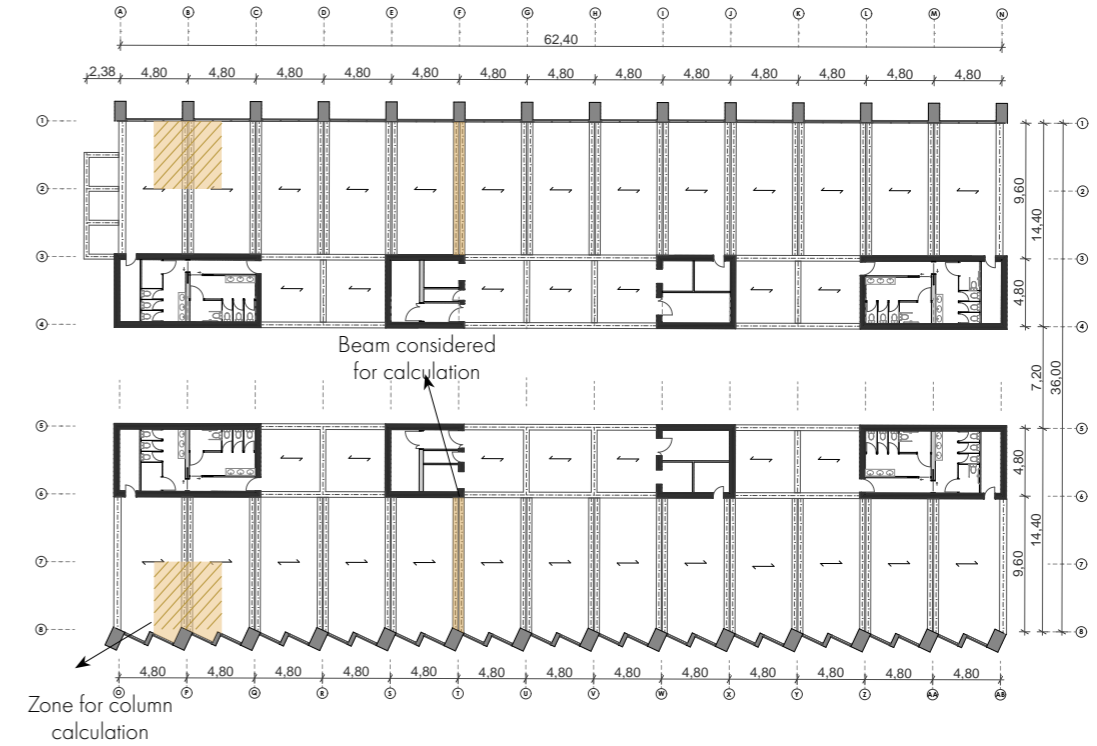 A B C D E F G H I J K L M N
62,40
2,38 4,80 4,80 4,80 4,80 4,80 4,80 4,80 4,80 4,80 4,80 4,80 4,80 4,80
1 1
2 9,60 2
14,40
3 3
4,80
4 4
Beam considered
for calculation
7,20 36,00
5 5
4,80
6 6
14,40
7 9,60 7
8 8
4,80 4,80 4,80 4,80 4,80 4,80 4,80 4,80 4,80 4,80 4,80 4,80 4,80
O P Q R S T U V W X Y Z AA AB
Zone for column
calculation